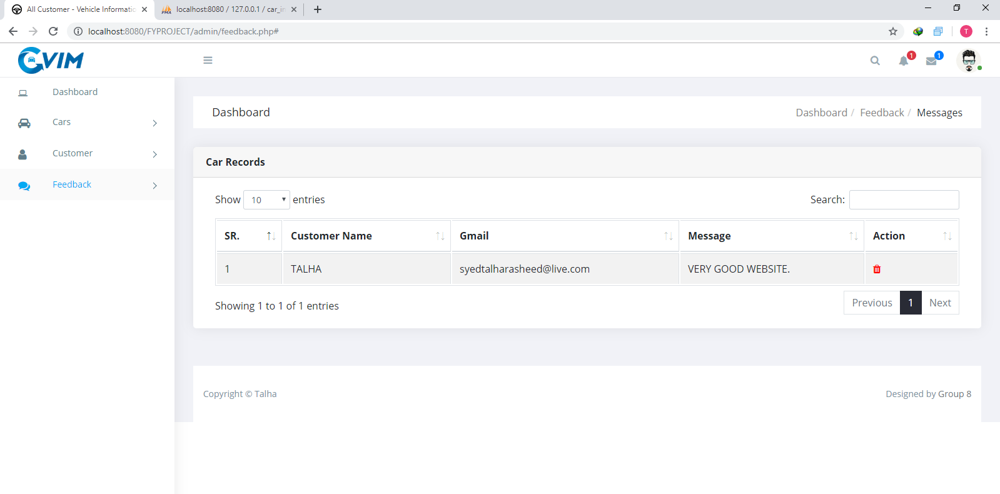 All Customer - Vehicle Informatio
localhost:8080 / 127.0.0.1 / car_in
localhost:8080/FYPROJECT/admin/feedback.php#
T
VIM
1
1
Dashboard
Cars
Customer
Feedback
Dashboard
Dashboard / Feedback / Messages
Car Records
Show 10 entries
Search:
SR. Customer Name Gmail Message Action
1 TALHA syedtalharasheed@live.com VERY GOOD WEBSITE.
Showing 1 to 1 of 1 entries
Previous 1 Next
Copyright © Talha
Designed by Group 8